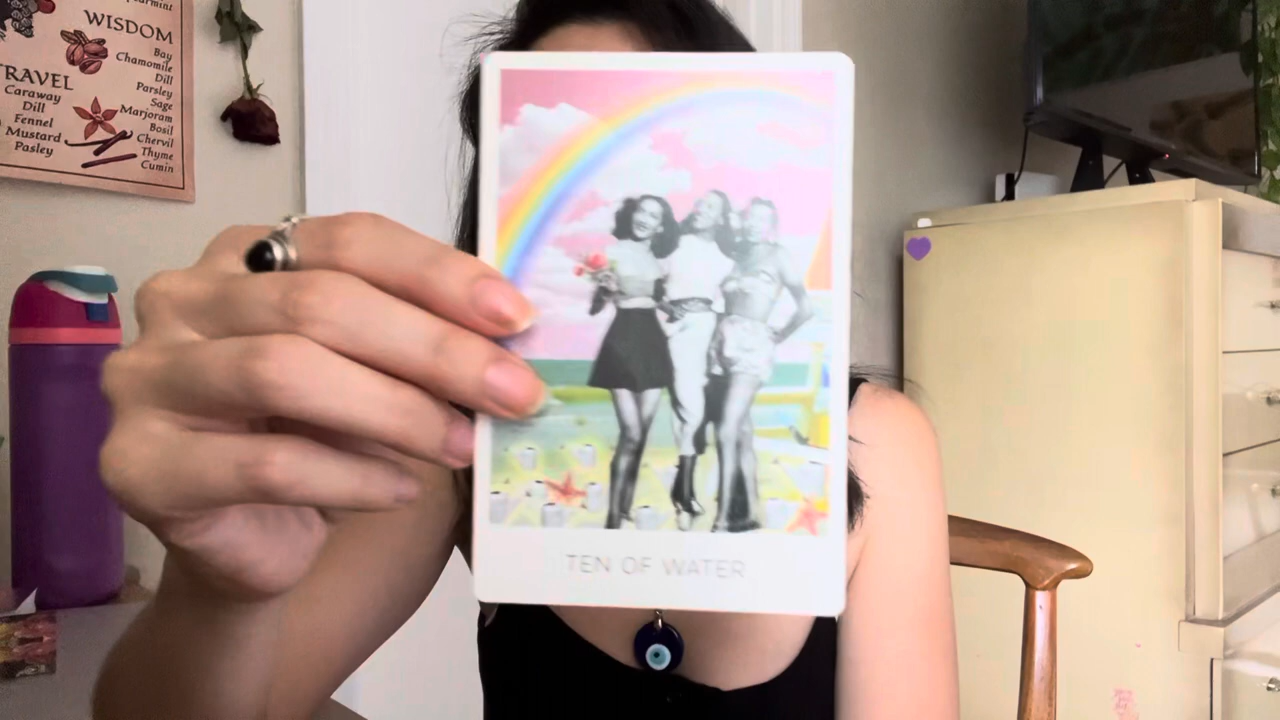 WISDOM
Bay
Chamomile
Dill
Parsley
Sage
Marjoram
Bosil
Chervil
Thyme
Cumin
TRAVEL
Caraway
Dill
Fennel
Mustard
Pasley
TEN OF WATER